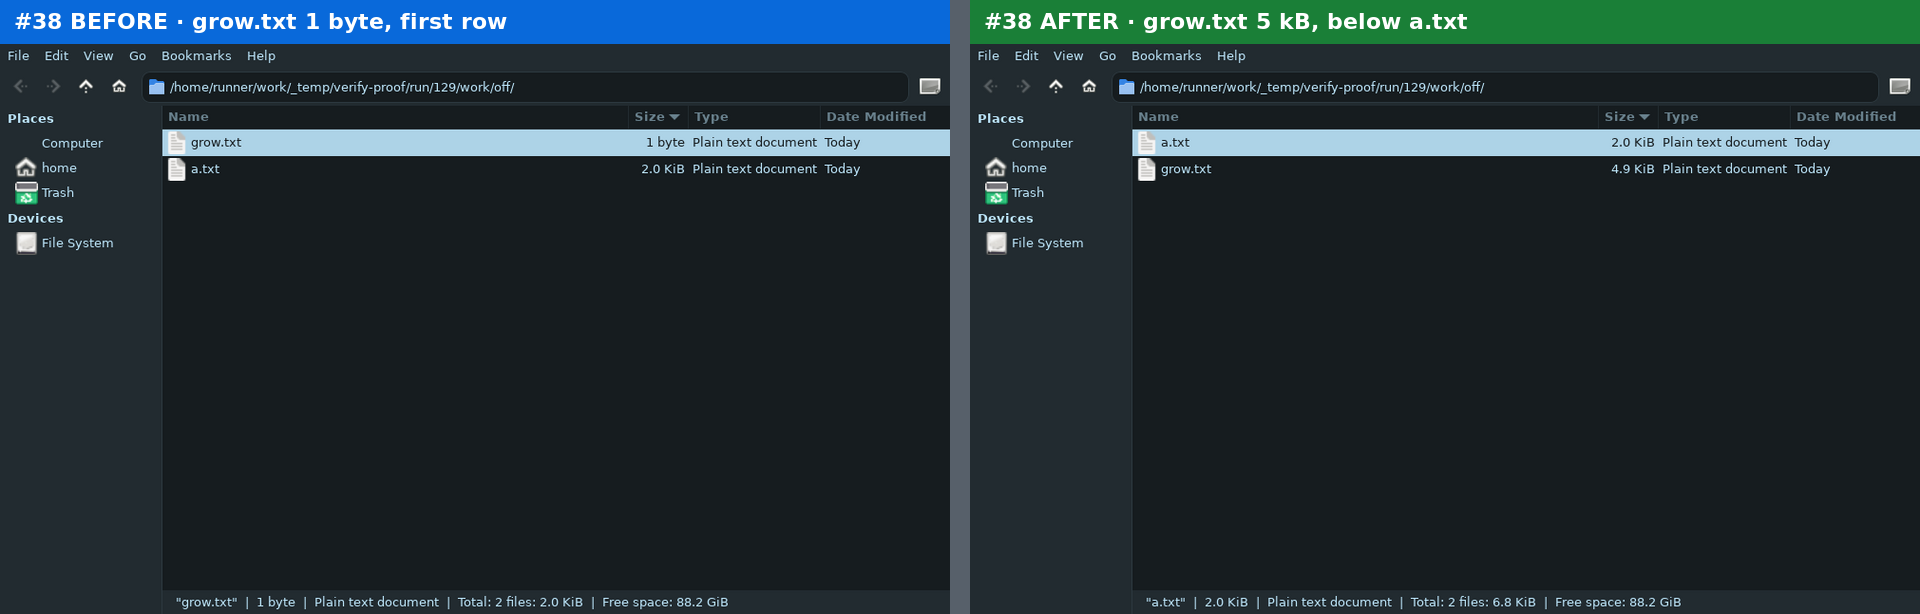 #38 BEFORE · grow.txt 1 byte, first row
File Edit View Go Bookmarks Help
/home/runner/work/_temp/verify-proof/run/129/work/off/
Places
Computer
home
Trash
Devices
File System
Name Size Type Date Modified
grow.txt 1 byte Plain text document Today
a.txt 2.0 KiB Plain text document Today
"grow.txt" | 1 byte | Plain text document | Total: 2 files: 2.0 KiB | Free space: 88.2 GiB
#38 AFTER · grow.txt 5 kB, below a.txt
File Edit View Go Bookmarks Help
/home/runner/work/_temp/verify-proof/run/129/work/off/
Places
Computer
home
Trash
Devices
File System
Name Size Type Date Modified
a.txt 2.0 KiB Plain text document Today
grow.txt 4.9 KiB Plain text document Today
"a.txt" | 2.0 KiB | Plain text document | Total: 2 files: 6.8 KiB | Free space: 88.2 GiB